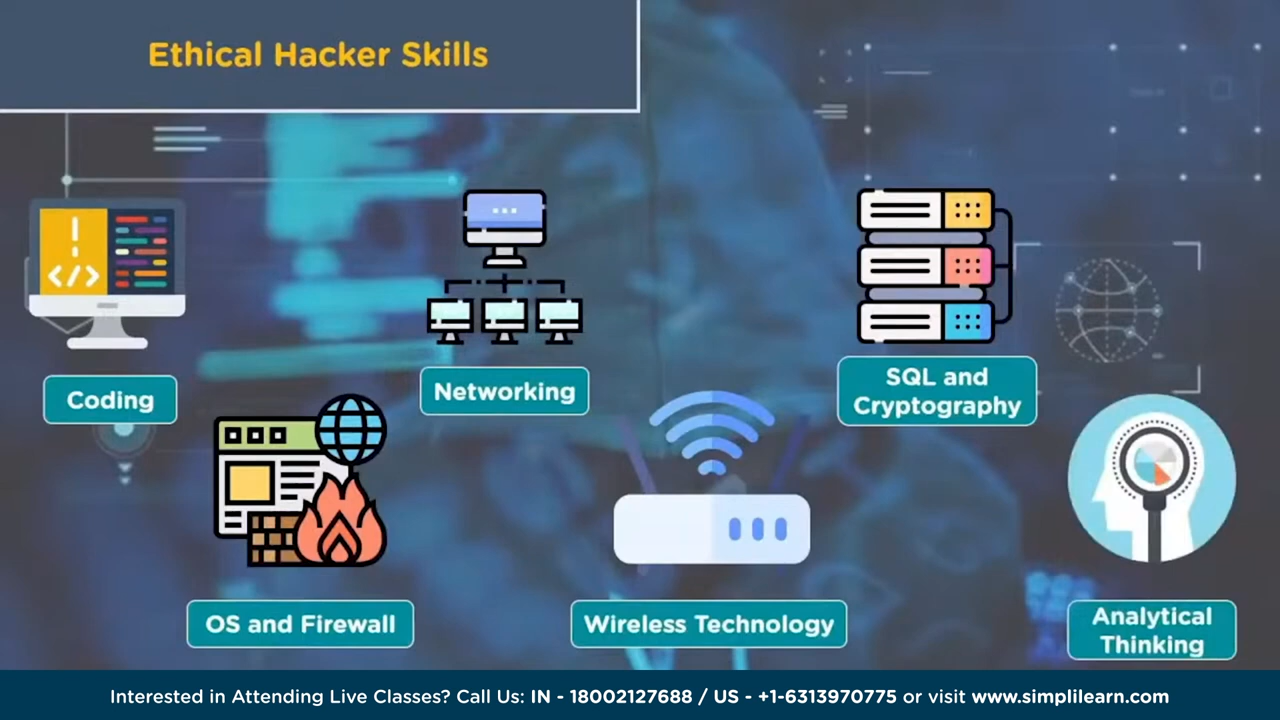 Ethical Hacker Skills
Coding
Networking
SQL and
Cryptography
OS and Firewall
Wireless Technology
Analytical
Thinking
Interested in Attending Live Classes? Call Us: IN - 18002127688 / US - +1-6313970775 or visit www.simplilearn.com